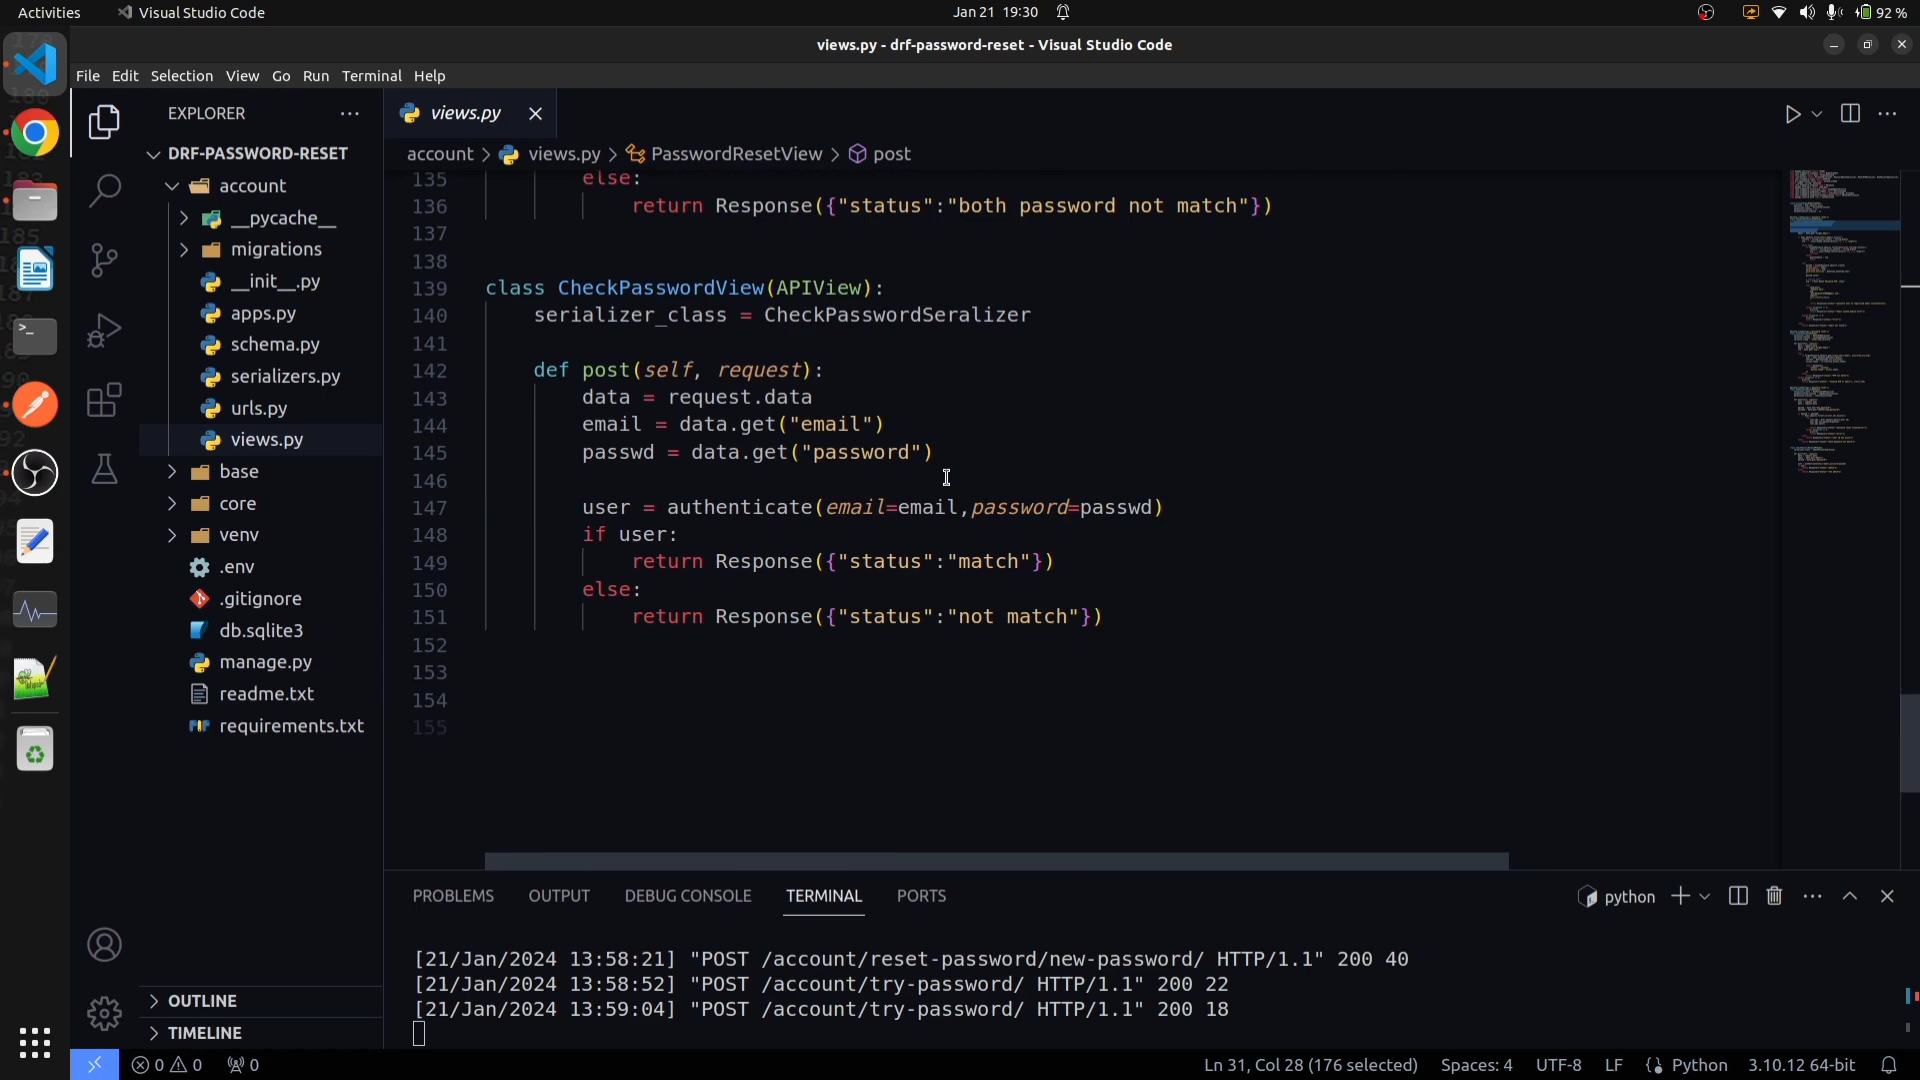 Activities
Visual Studio Code
Jan 21 19:30
92 %
views.py - drf-password-reset - Visual Studio Code
File Edit Selection View Go Run Terminal Help
EXPLORER
views.py
DRF-PASSWORD-RESET
account > views.py > PasswordResetView > post
account
__pycache__
migrations
__init__.py
apps.py
schema.py
serializers.py
urls.py
views.py
base
core
venv
.env
.gitignore
db.sqlite3
manage.py
readme.txt
requirements.txt
OUTLINE
TIMELINE
135 else:
136 return Response({"status":"both password not match"})
137
138
139 class CheckPasswordView(APIView):
140 serializer_class = CheckPasswordSeralizer
141
142 def post(self, request):
143 data = request.data
144 email = data.get("email")
145 passwd = data.get("password")
146
147 user = authenticate(email=email,password=passwd)
148 if user:
149 return Response({"status":"match"})
150 else:
151 return Response({"status":"not match"})
152
153
154
155
PROBLEMS OUTPUT DEBUG CONSOLE TERMINAL PORTS
python
[21/Jan/2024 13:58:21] "POST /account/reset-password/new-password/ HTTP/1.1" 200 40
[21/Jan/2024 13:58:52] "POST /account/try-password/ HTTP/1.1" 200 22
[21/Jan/2024 13:59:04] "POST /account/try-password/ HTTP/1.1" 200 18
0 0 0
Ln 31, Col 28 (176 selected) Spaces: 4 UTF-8 LF Python 3.10.12 64-bit